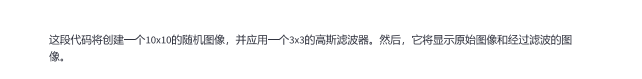 这段代码将创建一个10x10的随机图像，并应用一个3x3的高斯滤波器。然后，它将显示原始图像和经过滤波的图
像。